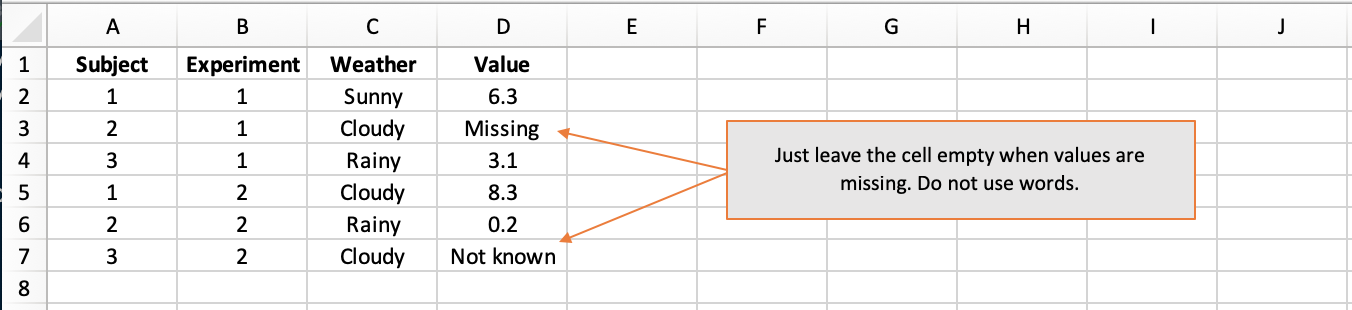 A B C D E F G H I J
1 Subject Experiment Weather Value
2 1 1 Sunny 6.3
3 2 1 Cloudy Missing
4 3 1 Rainy 3.1
5 1 2 Cloudy 8.3
6 2 2 Rainy 0.2
7 3 2 Cloudy Not known
8
Just leave the cell empty when values are
missing. Do not use words.